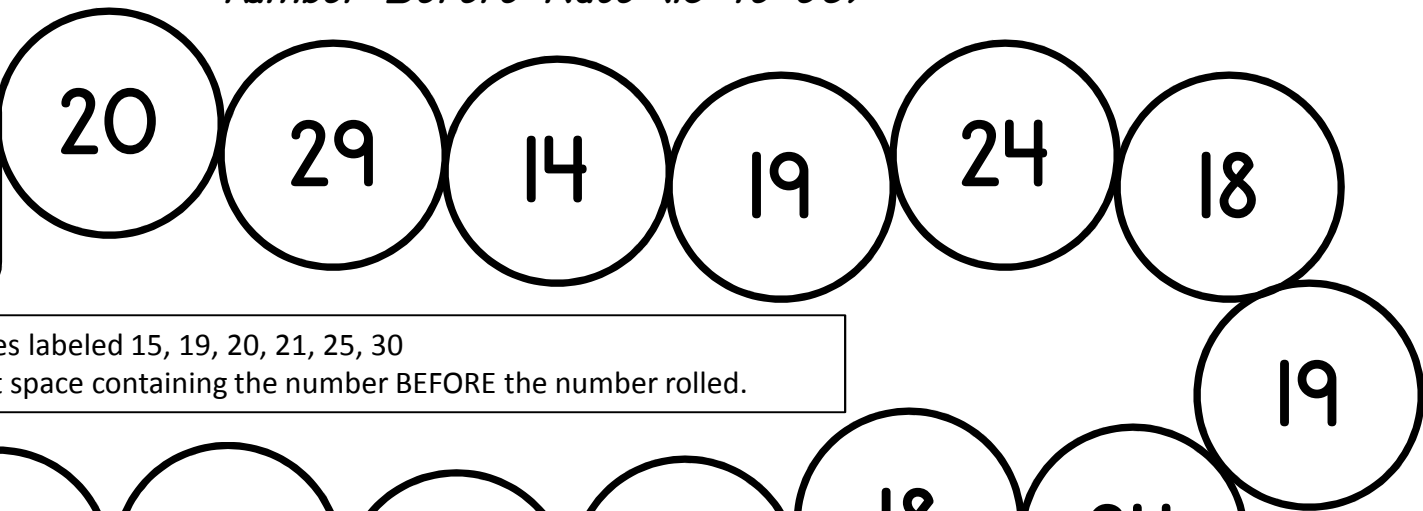 20 29 14 19 24 18
es labeled 15, 19, 20, 21, 25, 30
t space containing the number BEFORE the number rolled.
19
18